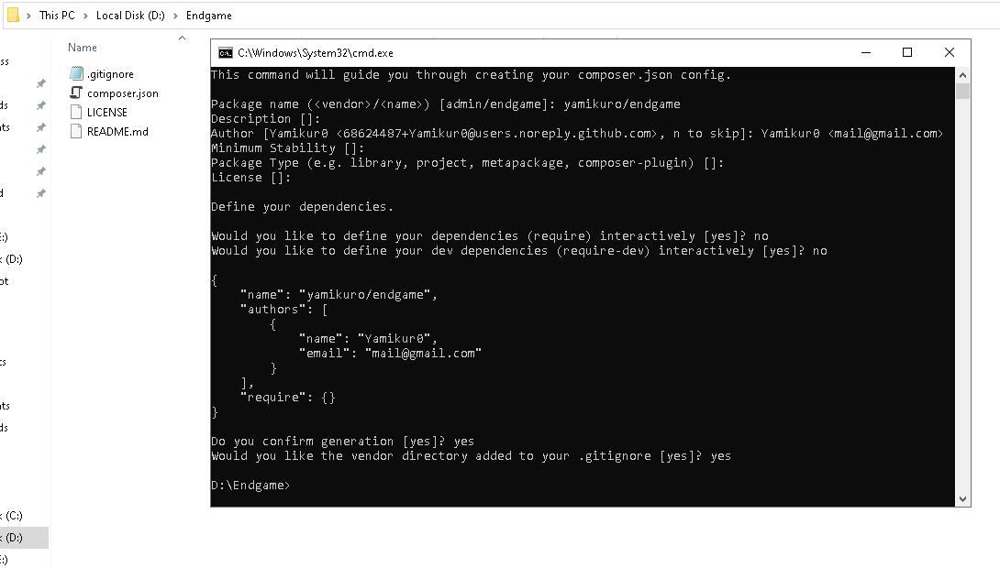 This PC > Local Disk (D:) > Endgame
Name
.gitignore
composer.json
LICENSE
README.md
ss
ds
nts
d
E:)
k (D:)
ot
ts
nts
ds
k (C:)
k (D:)
E:)
C:\Windows\System32\cmd.exe
This command will guide you through creating your composer.json config.
Package name (<vendor>/<name>) [admin/endgame]: yamikuro/endgame
Description []:
Author [Yamikur0 <68624487+Yamikur0@users.noreply.github.com>, n to skip]: Yamikur0 <mail@gmail.com>
Minimum Stability []:
Package Type (e.g. library, project, metapackage, composer-plugin) []:
License []:
Define your dependencies.
Would you like to define your dependencies (require) interactively [yes]? no
Would you like to define your dev dependencies (require-dev) interactively [yes]? no
{
"name": "yamikuro/endgame",
"authors": [
{
"name": "Yamikur0",
"email": "mail@gmail.com"
}
],
"require": {}
}
Do you confirm generation [yes]? yes
Would you like the vendor directory added to your .gitignore [yes]? yes
D:\Endgame>